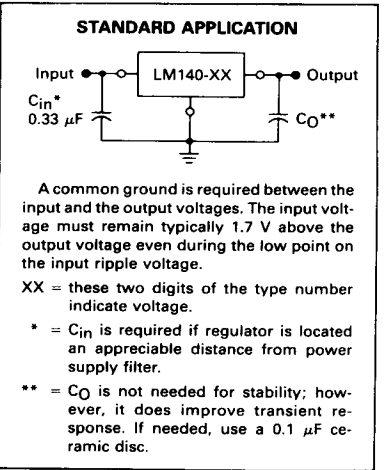 STANDARD APPLICATION
Input LM140-XX Output
Cin*
0.33 μF
CO**
A common ground is required between the
input and the output voltages. The input volt-
age must remain typically 1.7 V above the
output voltage even during the low point on
the input ripple voltage.
XX = these two digits of the type number
indicate voltage.
* = Cin is required if regulator is located
an appreciable distance from power
supply filter.
** = CO is not needed for stability; how-
ever, it does improve transient re-
sponse. If needed, use a 0.1 μF ce-
ramic disc.